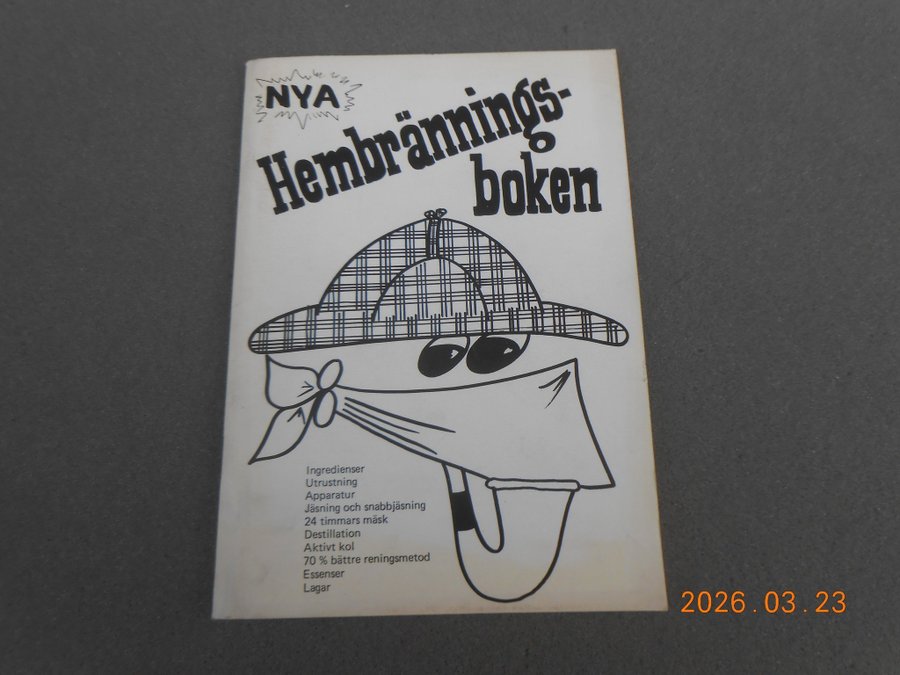 NYA
Hembrännings-
boken
Ingredienser
Utrustning
Apparatur
Jäsning och snabbjäsning
24 timmars mäsk
Destillation
Aktivt kol
70 % bättre reningsmetod
Essenser
Lagar
2026.03.23